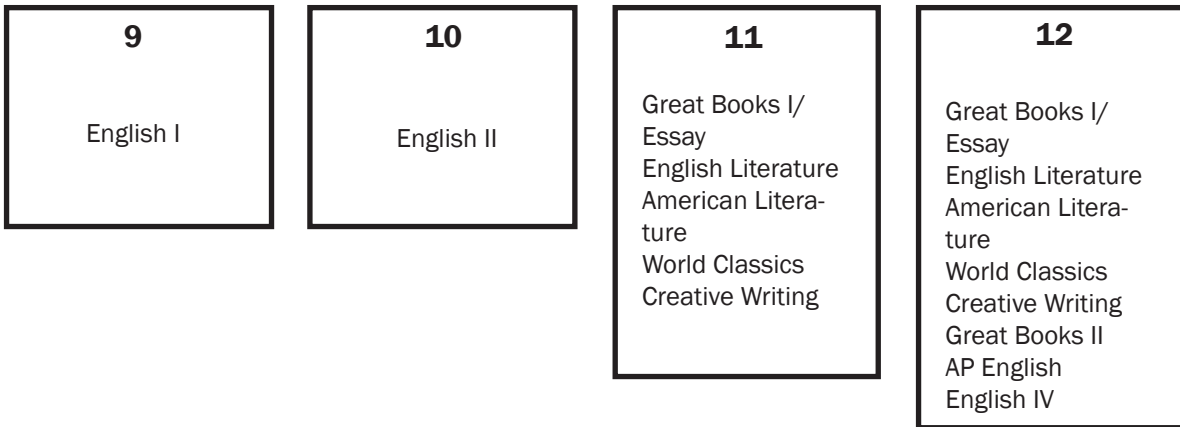 9
English I
10
English II
11
Great Books I/
Essay
English Literature
American Litera-
ture
World Classics
Creative Writing
12
Great Books I/
Essay
English Literature
American Litera-
ture
World Classics
Creative Writing
Great Books II
AP English
English IV